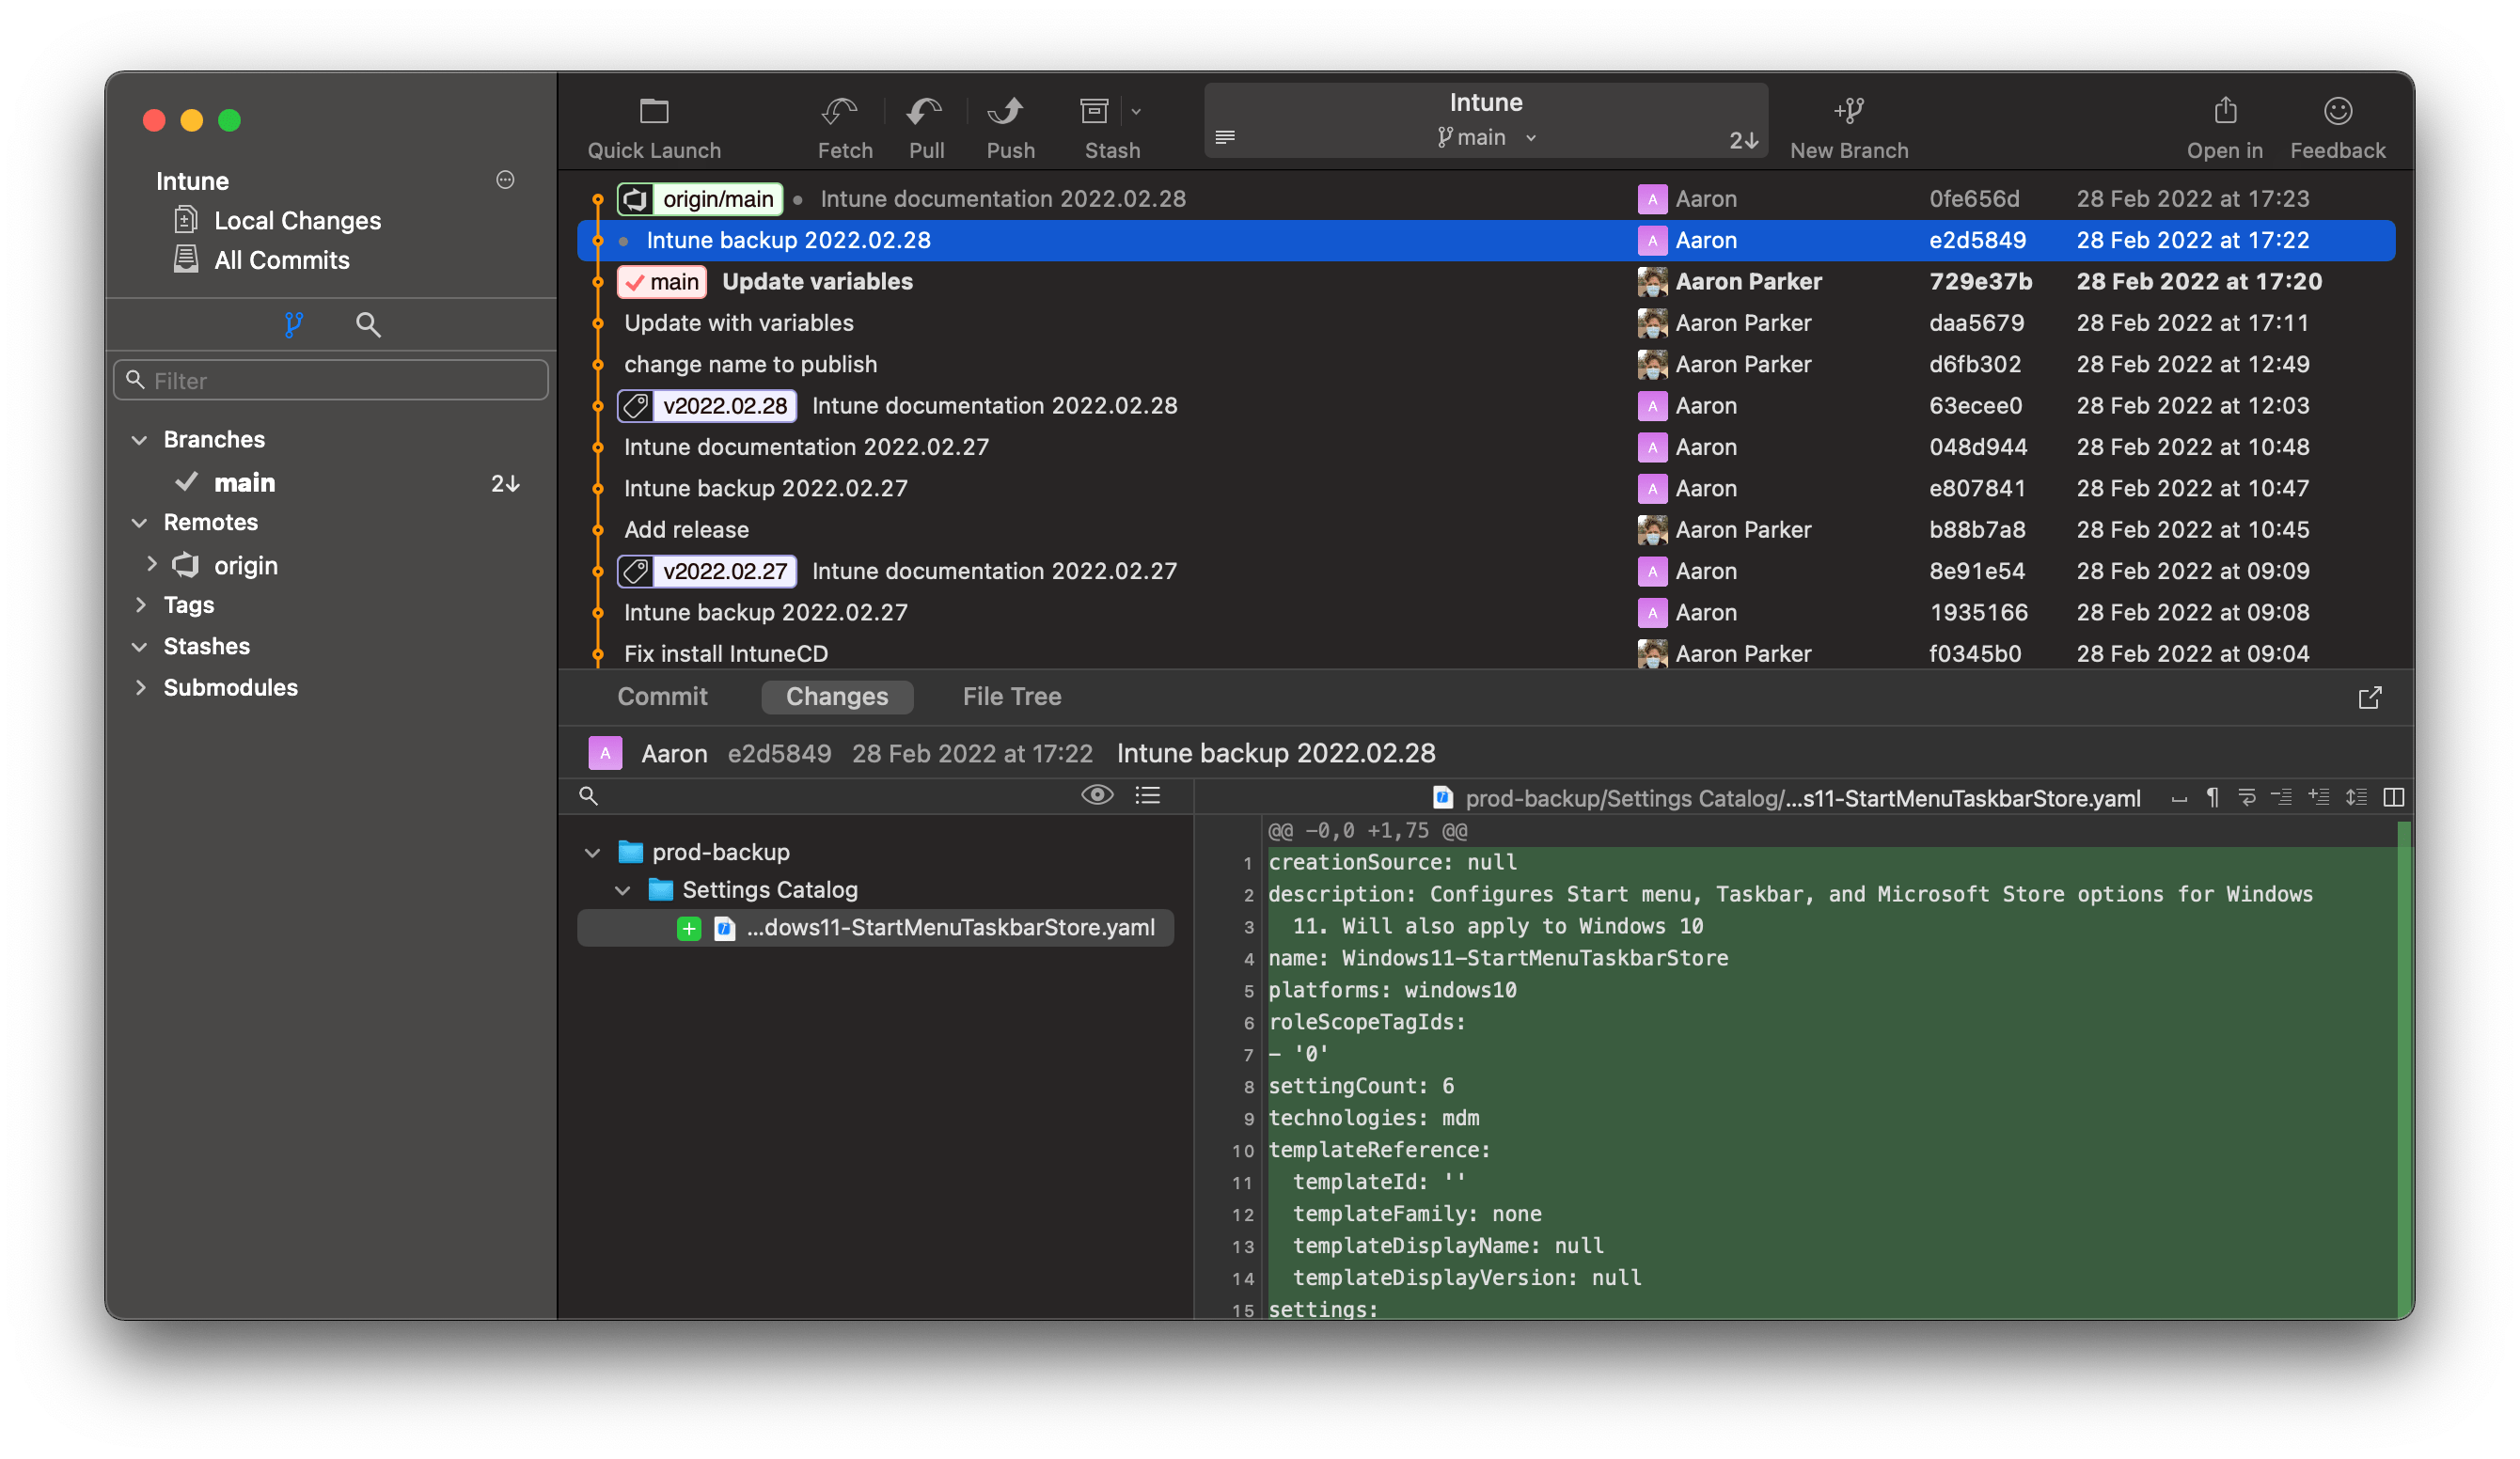 Intune
Local Changes
All Commits
Filter
Branches
main 2↓
Remotes
origin
Tags
Stashes
Submodules
Quick Launch
Fetch
Pull
Push
Stash
Intune
main
2↓
New Branch
Open in
Feedback
origin/main Intune documentation 2022.02.28 A Aaron 0fe656d 28 Feb 2022 at 17:23
Intune backup 2022.02.28 A Aaron e2d5849 28 Feb 2022 at 17:22
main Update variables Aaron Parker 729e37b 28 Feb 2022 at 17:20
Update with variables Aaron Parker daa5679 28 Feb 2022 at 17:11
change name to publish Aaron Parker d6fb302 28 Feb 2022 at 12:49
v2022.02.28 Intune documentation 2022.02.28 A Aaron 63ecee0 28 Feb 2022 at 12:03
Intune documentation 2022.02.27 A Aaron 048d944 28 Feb 2022 at 10:48
Intune backup 2022.02.27 A Aaron e807841 28 Feb 2022 at 10:47
Add release Aaron Parker b88b7a8 28 Feb 2022 at 10:45
v2022.02.27 Intune documentation 2022.02.27 A Aaron 8e91e54 28 Feb 2022 at 09:09
Intune backup 2022.02.27 A Aaron 1935166 28 Feb 2022 at 09:08
Fix install IntuneCD Aaron Parker f0345b0 28 Feb 2022 at 09:04
Commit Changes File Tree
A Aaron e2d5849 28 Feb 2022 at 17:22 Intune backup 2022.02.28
prod-backup
Settings Catalog
...dows11-StartMenuTaskbarStore.yaml
prod-backup/Settings Catalog/...s11-StartMenuTaskbarStore.yaml
@@ -0,0 +1,75 @@
1 creationSource: null
2 description: Configures Start menu, Taskbar, and Microsoft Store options for Windows
3 11. Will also apply to Windows 10
4 name: Windows11-StartMenuTaskbarStore
5 platforms: windows10
6 roleScopeTagIds:
7 - '0'
8 settingCount: 6
9 technologies: mdm
10 templateReference:
11 templateId: ''
12 templateFamily: none
13 templateDisplayName: null
14 templateDisplayVersion: null
15 settings: